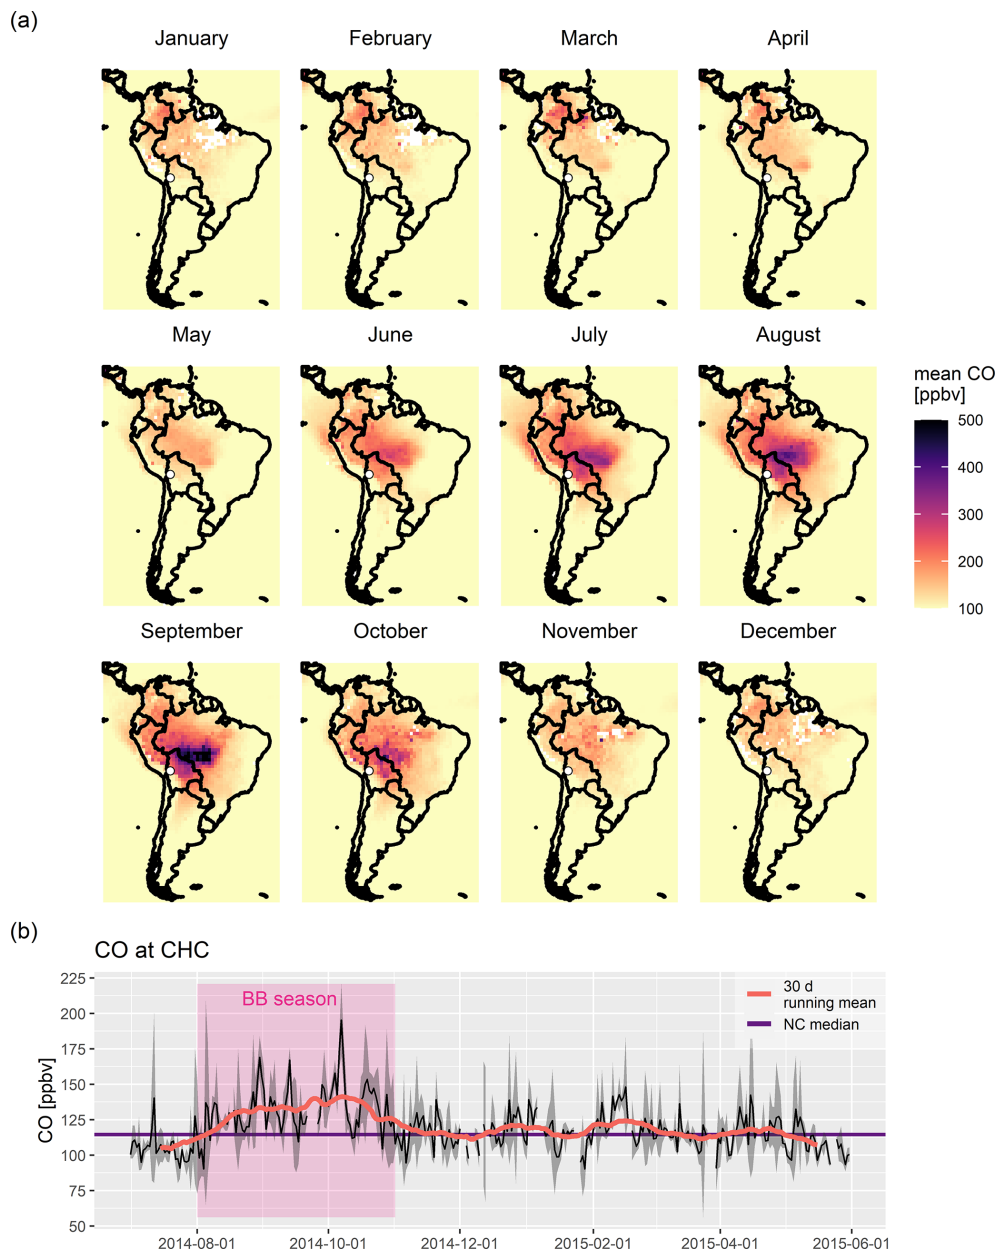 (a)
January February March April
May June July August
mean CO
[ppbv]
500
400
300
200
100
September October November December
(b)
CO at CHC
CO [ppbv]
225
200
175
150
125
100
75
50
BB season
30 d
running mean
NC median
2014-08-01 2014-10-01 2014-12-01 2015-02-01 2015-04-01 2015-06-01